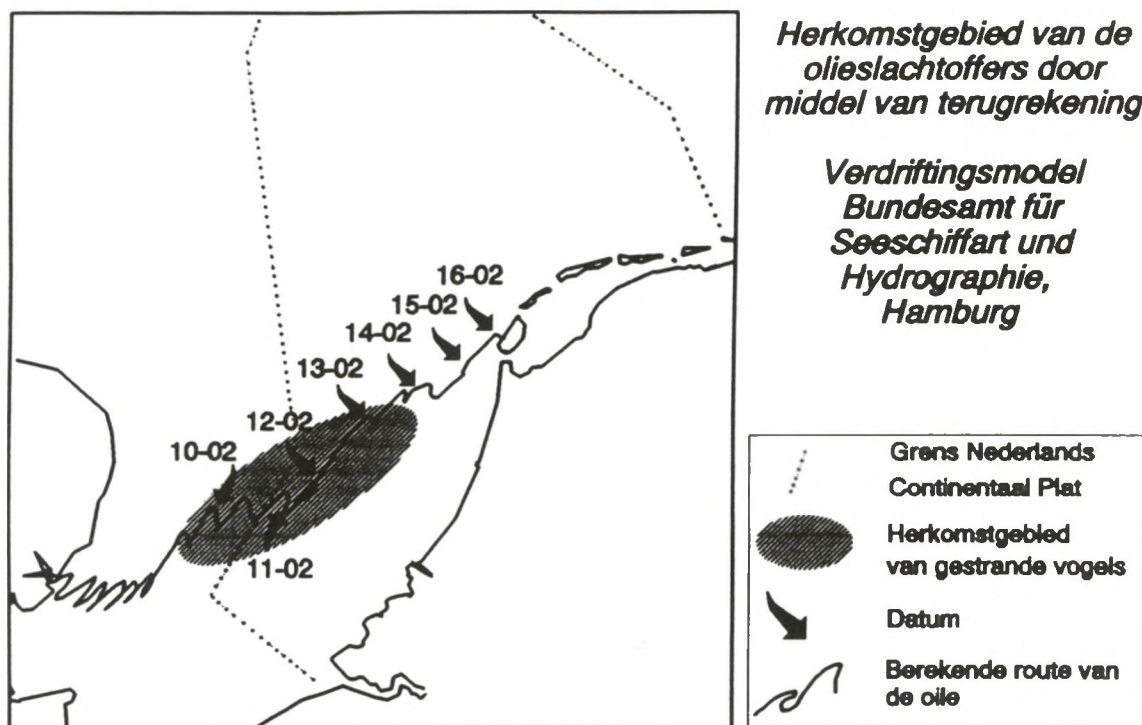 Herkomstgebied van de
olieslachtoffers door
middel van terugrekening
Verdriftingsmodel
Bundesamt für
Seeschiffart und
Hydrographie,
Hamburg
16-02
15-02
14-02
13-02
12-02
10-02
11-02
Grens Nederlands
Continentaal Plat
Herkomstgebied
van gestrande vogels
Datum
Berekende route van
de olie